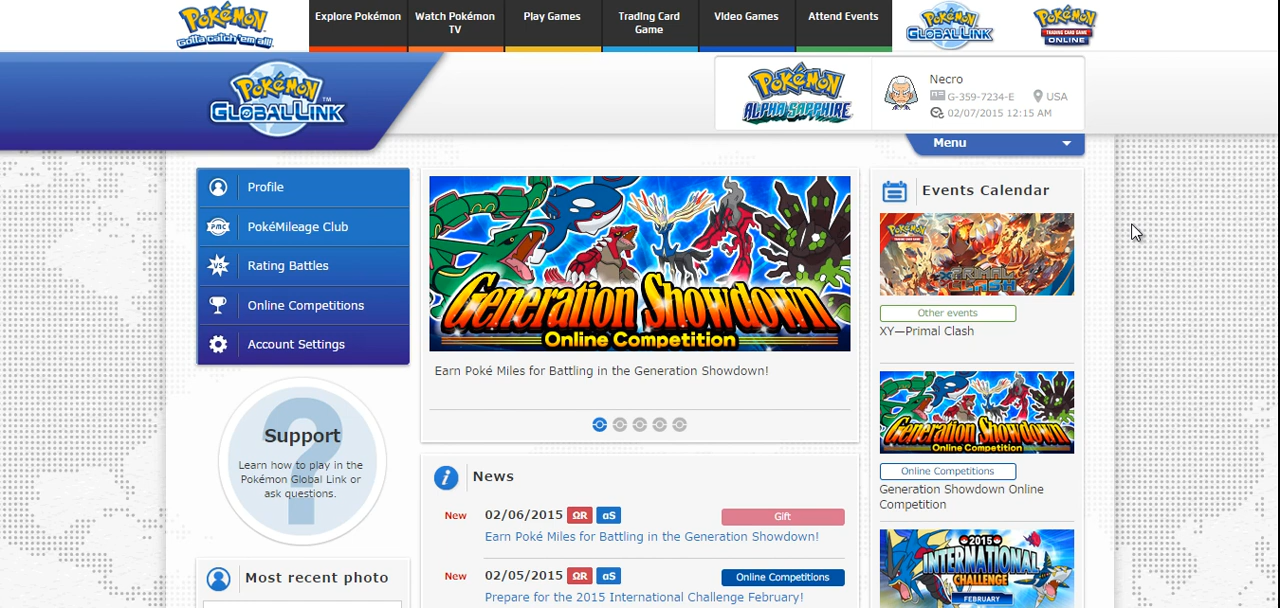 Pokémon
Gotta catch 'em all!
Explore Pokémon
Watch Pokémon
TV
Play Games
Trading Card
Game
Video Games
Attend Events
Pokémon
GLOBAL LINK
Pokémon
TRADING CARD GAME
ONLINE
Pokémon
GLOBAL LINK™
Pokémon
ALPHA SAPPHIRE
Necro
G-359-7234-E
USA
02/07/2015 12:15 AM
Menu
Profile
PMC
PokéMileage Club
VS
Rating Battles
Online Competitions
Account Settings
?
Support
Learn how to play in the
Pokémon Global Link or
ask questions.
Most recent photo
Generation Showdown
Online Competition
Earn Poké Miles for Battling in the Generation Showdown!
i
News
New
02/06/2015 ΩR αS
Gift
Earn Poké Miles for Battling in the Generation Showdown!
New
02/05/2015 ΩR αS
Online Competitions
Prepare for the 2015 International Challenge February!
Events Calendar
Pokémon
PRIMAL
CLASH
Other events
XY—Primal Clash
Generation Showdown
Online Competition
Online Competitions
Generation Showdown Online
Competition
2015
INTERNATIONAL
CHALLENGE
FEBRUARY